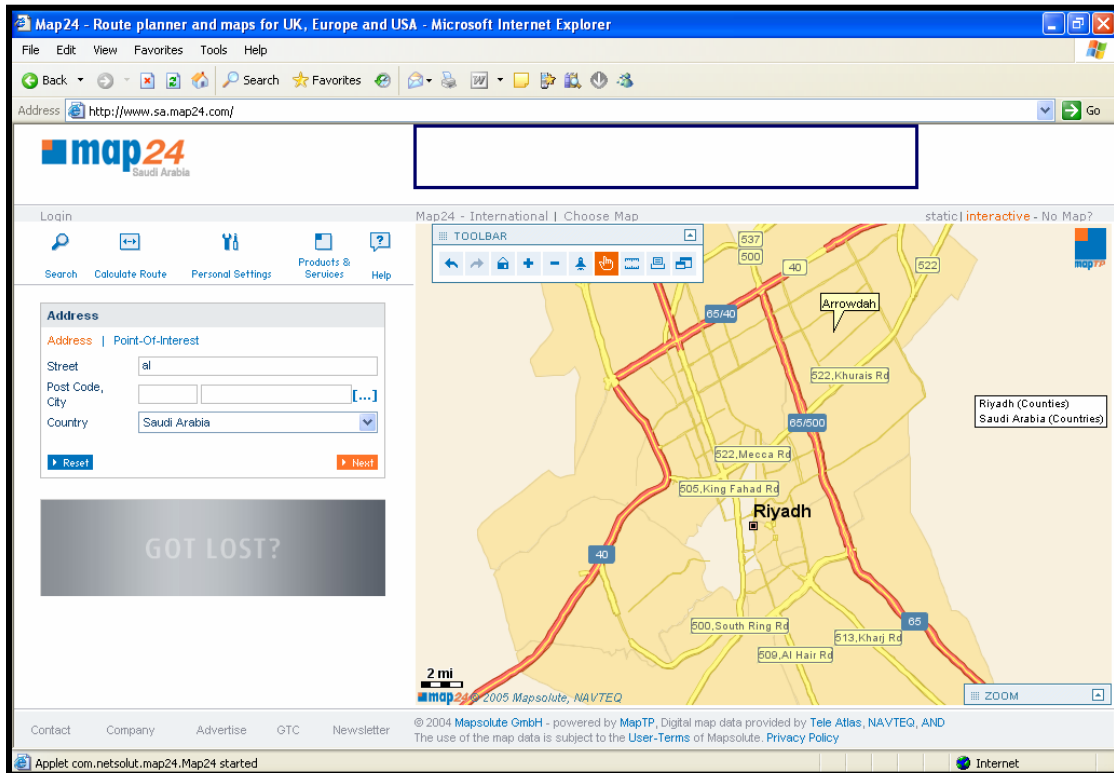 Map24 - Route planner and maps for UK, Europe and USA - Microsoft Internet Explorer
File Edit View Favorites Tools Help
Back Search Favorites
Address http://www.sa.map24.com/ Go
map24
Saudi Arabia
Login
Map24 - International | Choose Map
static | interactive - No Map?
Search Calculate Route Personal Settings Products & Services Help
Address
Address | Point-Of-Interest
Street al
Post Code, City [...]
Country Saudi Arabia
Reset Next
GOT LOST?
TOOLBAR
537
500
40
522
mapTP
Arrowdah
65/40
522,Khurais Rd
Riyadh (Counties)
Saudi Arabia (Countries)
65/500
522,Mecca Rd
505,King Fahad Rd
Riyadh
40
500,South Ring Rd
65
513,Kharj Rd
509,Al Hair Rd
2 mi
map24 © 2005 Mapsolute, NAVTEQ
ZOOM
Contact Company Advertise GTC Newsletter
© 2004 Mapsolute GmbH - powered by MapTP, Digital map data provided by Tele Atlas, NAVTEQ, AND
The use of the map data is subject to the User-Terms of Mapsolute. Privacy Policy
Applet com.netsolut.map24.Map24 started
Internet